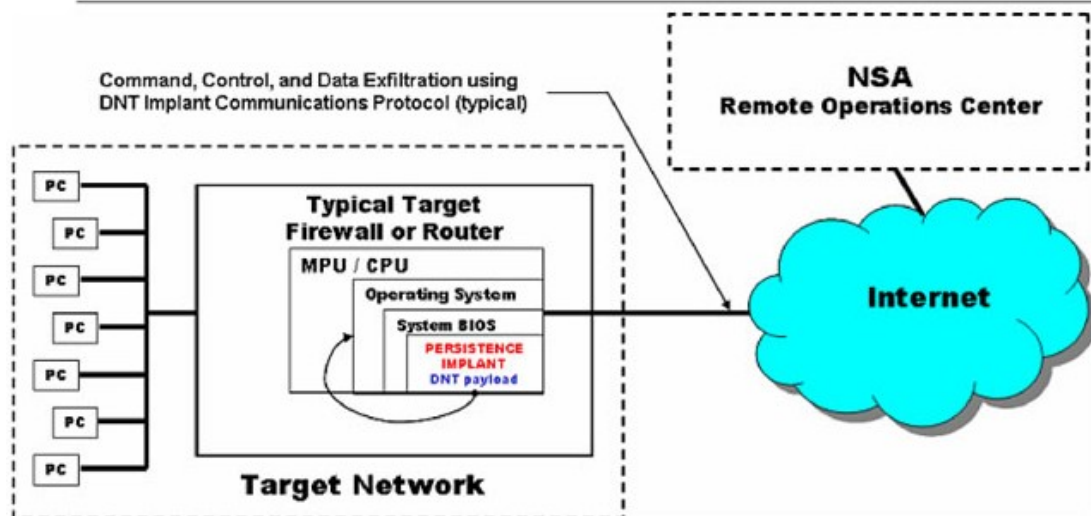 Command, Control, and Data Exfiltration using
DNT Implant Communications Protocol (typical)
NSA
Remote Operations Center
PC
PC
PC
PC
PC
PC
PC
Typical Target
Firewall or Router
MPU / CPU
Operating System
System BIOS
PERSISTENCE
IMPLANT
DNT payload
Internet
Target Network